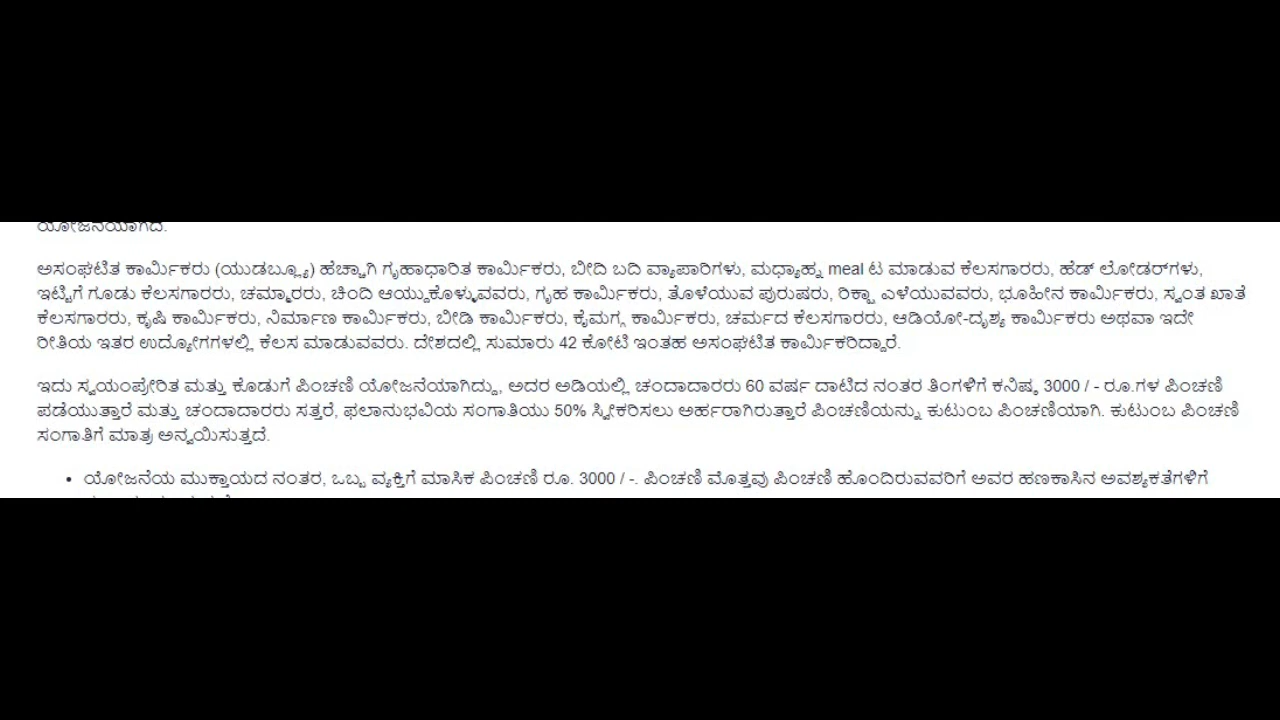 ಯೋಜನೆಯಾಗಿದೆ.
ಅಸಂಘಟಿತ ಕಾರ್ಮಿಕರು (ಯುಡಬ್ಲ್ಯೂ) ಹೆಚ್ಚಾಗಿ ಗೃಹಾಧಾರಿತ ಕಾರ್ಮಿಕರು, ಬೀದಿ ಬದಿ ವ್ಯಾಪಾರಿಗಳು, ಮಧ್ಯಾಹ್ನ meal ಟ ಮಾಡುವ ಕೆಲಸಗಾರರು, ಹೆಡ್ ಲೋಡರ್‌ಗಳು,
ಇಟ್ಟಿಗೆ ಗೂಡು ಕೆಲಸಗಾರರು, ಚಮ್ಮಾರರು, ಚಿಂದಿ ಆಯ್ದುಕೊಳ್ಳುವವರು, ಗೃಹ ಕಾರ್ಮಿಕರು, ತೊಳೆಯುವ ಪುರುಷರು, ರಿಕ್ಷಾ ಎಳೆಯುವವರು, ಭೂಹೀನ ಕಾರ್ಮಿಕರು, ಸ್ವಂತ ಖಾತೆ
ಕೆಲಸಗಾರರು, ಕೃಷಿ ಕಾರ್ಮಿಕರು, ನಿರ್ಮಾಣ ಕಾರ್ಮಿಕರು, ಬೀಡಿ ಕಾರ್ಮಿಕರು, ಕೈಮಗ್ಗ ಕಾರ್ಮಿಕರು, ಚರ್ಮದ ಕೆಲಸಗಾರರು, ಆಡಿಯೋ-ದೃಶ್ಯ ಕಾರ್ಮಿಕರು ಅಥವಾ ಇದೇ
ರೀತಿಯ ಇತರ ಉದ್ಯೋಗಗಳಲ್ಲಿ ಕೆಲಸ ಮಾಡುವವರು. ದೇಶದಲ್ಲಿ ಸುಮಾರು 42 ಕೋಟಿ ಇಂತಹ ಅಸಂಘಟಿತ ಕಾರ್ಮಿಕರಿದ್ದಾರೆ.
ಇದು ಸ್ವಯಂಪ್ರೇರಿತ ಮತ್ತು ಕೊಡುಗೆ ಪಿಂಚಣಿ ಯೋಜನೆಯಾಗಿದ್ದು, ಅದರ ಅಡಿಯಲ್ಲಿ ಚಂದಾದಾರರು 60 ವರ್ಷ ದಾಟಿದ ನಂತರ ತಿಂಗಳಿಗೆ ಕನಿಷ್ಠ 3000 / - ರೂ.ಗಳ ಪಿಂಚಣಿ
ಪಡೆಯುತ್ತಾರೆ ಮತ್ತು ಚಂದಾದಾರರು ಸತ್ತರೆ, ಫಲಾನುಭವಿಯ ಸಂಗಾತಿಯು 50% ಸ್ವೀಕರಿಸಲು ಅರ್ಹರಾಗಿರುತ್ತಾರೆ ಪಿಂಚಣಿಯನ್ನು ಕುಟುಂಬ ಪಿಂಚಣಿಯಾಗಿ. ಕುಟುಂಬ ಪಿಂಚಣಿ
ಸಂಗಾತಿಗೆ ಮಾತ್ರ ಅನ್ವಯಿಸುತ್ತದೆ.
• ಯೋಜನೆಯ ಮುಕ್ತಾಯದ ನಂತರ, ಒಬ್ಬ ವ್ಯಕ್ತಿಗೆ ಮಾಸಿಕ ಪಿಂಚಣಿ ರೂ. 3000 / -. ಪಿಂಚಣಿ ಮೊತ್ತವು ಪಿಂಚಣಿ ಹೊಂದಿರುವವರಿಗೆ ಅವರ ಹಣಕಾಸಿನ ಅವಶ್ಯಕತೆಗಳಿಗೆ